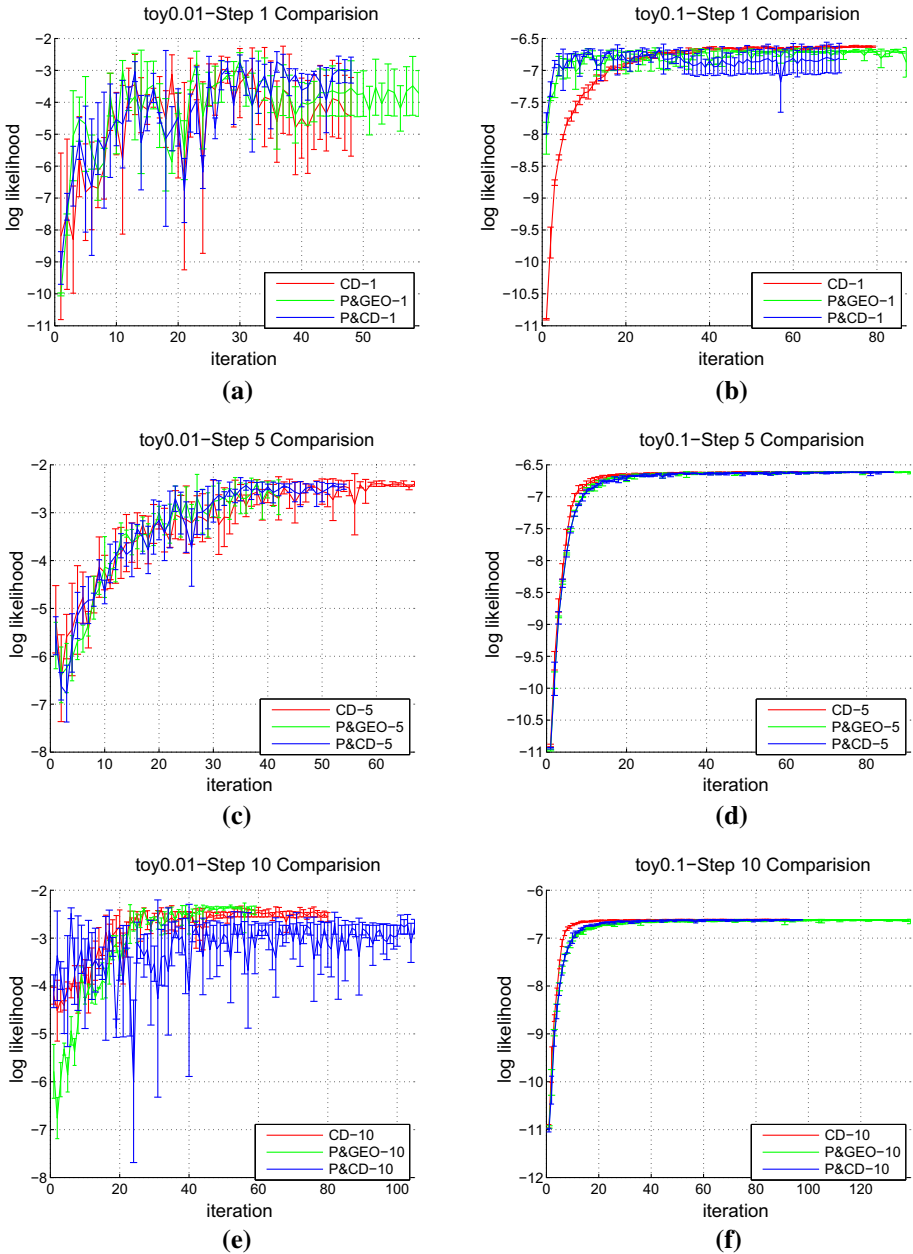 toy0.01−Step 1 Comparision
−2
−3
−4
−5
−6
−7
−8
−9
−10
−11
log likelihood
0 10 20 30 40 50
iteration
CD−1
P&GEO−1
P&CD−1
(a)
toy0.1−Step 1 Comparision
−6.5
−7
−7.5
−8
−8.5
−9
−9.5
−10
−10.5
−11
log likelihood
0 20 40 60 80
iteration
CD−1
P&GEO−1
P&CD−1
(b)
toy0.01−Step 5 Comparision
−2
−3
−4
−5
−6
−7
−8
log likelihood
0 10 20 30 40 50 60
iteration
CD−5
P&GEO−5
P&CD−5
(c)
toy0.1−Step 5 Comparision
−6.5
−7
−7.5
−8
−8.5
−9
−9.5
−10
−10.5
−11
log likelihood
0 20 40 60 80
iteration
CD−5
P&GEO−5
P&CD−5
(d)
toy0.01−Step 10 Comparision
−2
−3
−4
−5
−6
−7
−8
log likelihood
0 20 40 60 80 100
iteration
CD−10
P&GEO−10
P&CD−10
(e)
toy0.1−Step 10 Comparision
−6
−7
−8
−9
−10
−11
−12
log likelihood
0 20 40 60 80 100 120
iteration
CD−10
P&GEO−10
P&CD−10
(f)